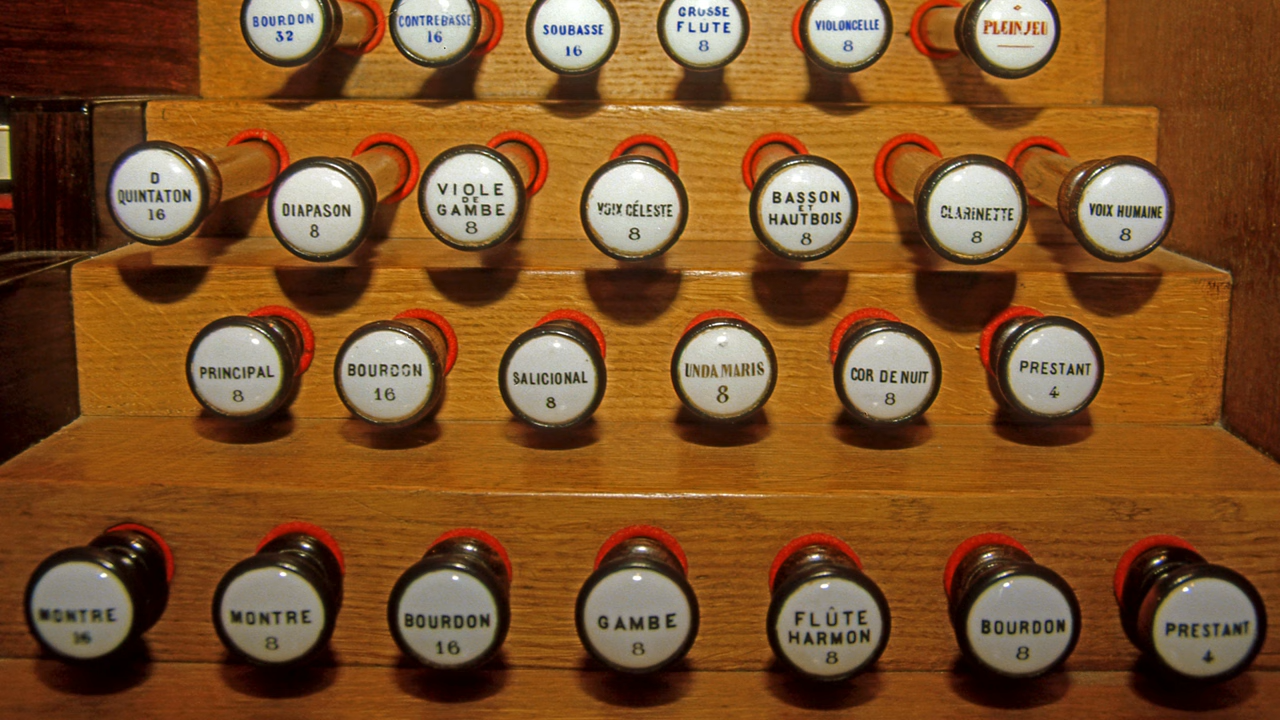 BOURDON
32
CONTREBASSE
16
SOUBASSE
16
GROSSE
FLUTE
8
VIOLONCELLE
8
PLEIN JEU
D
QUINTATON
16
DIAPASON
8
VIOLE
DE
GAMBE
8
VOIX CÉLESTE
8
BASSON
ET
HAUTBOIS
8
CLARINETTE
8
VOIX HUMAINE
8
PRINCIPAL
8
BOURDON
16
SALICIONAL
8
UNDA MARIS
8
COR DE NUIT
8
PRESTANT
4
MONTRE
16
MONTRE
8
BOURDON
16
GAMBE
8
FLÛTE
HARMON
8
BOURDON
8
PRESTANT
4